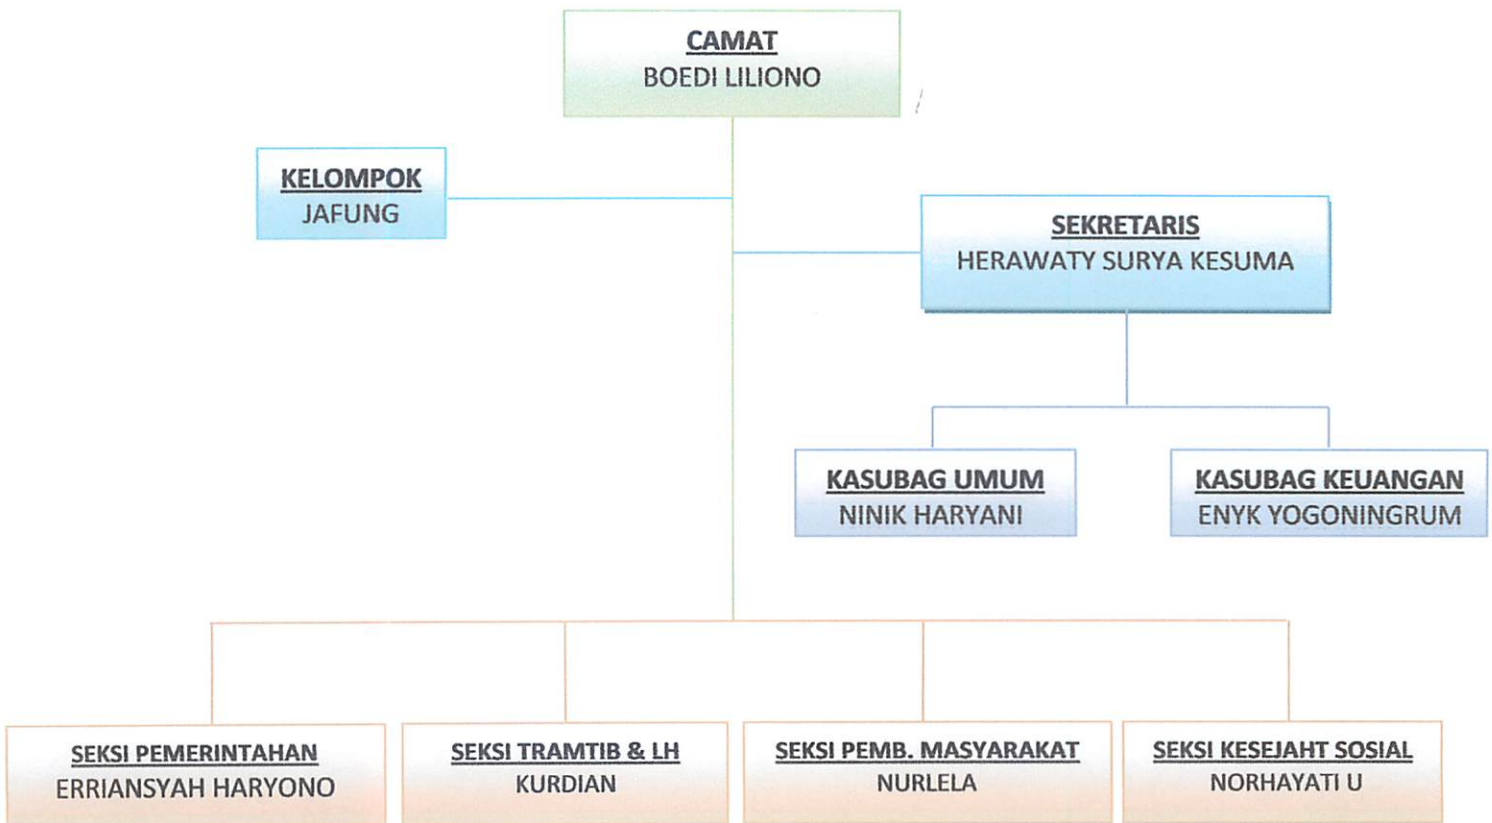 CAMAT
BOEDI LILIONO
KELOMPOK
JAFUNG
SEKRETARIS
HERAWATY SURYA KESUMA
KASUBAG UMUM
NINIK HARYANI
KASUBAG KEUANGAN
ENYK YOGONINGRUM
SEKSI PEMERINTAHAN
ERRIANSYAH HARYONO
SEKSI TRAMTIB & LH
KURDIAN
SEKSI PEMB. MASYARAKAT
NURLELA
SEKSI KESEJAHT SOSIAL
NORHAYATI U